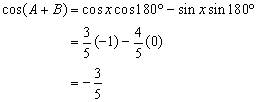 cos(A + B) = cos x cos 180° − sin x sin 180°
= 3/5 (−1) − 4/5 (0)
= − 3/5